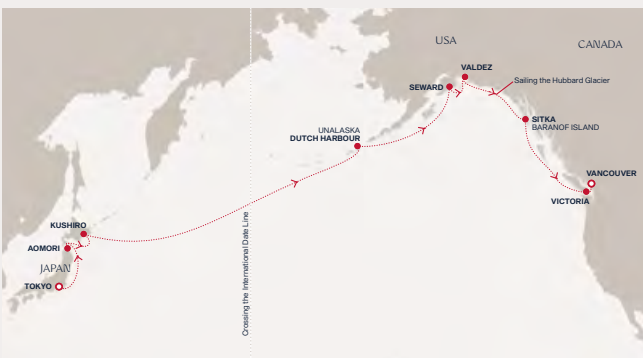 USA
CANADA
VALDEZ
SEWARD
Sailing the Hubbard Glacier
SITKA
BARANOF ISLAND
UNALASKA
DUTCH HARBOUR
VANCOUVER
VICTORIA
KUSHIRO
AOMORI
JAPAN
TOKYO
Crossing the International Date Line